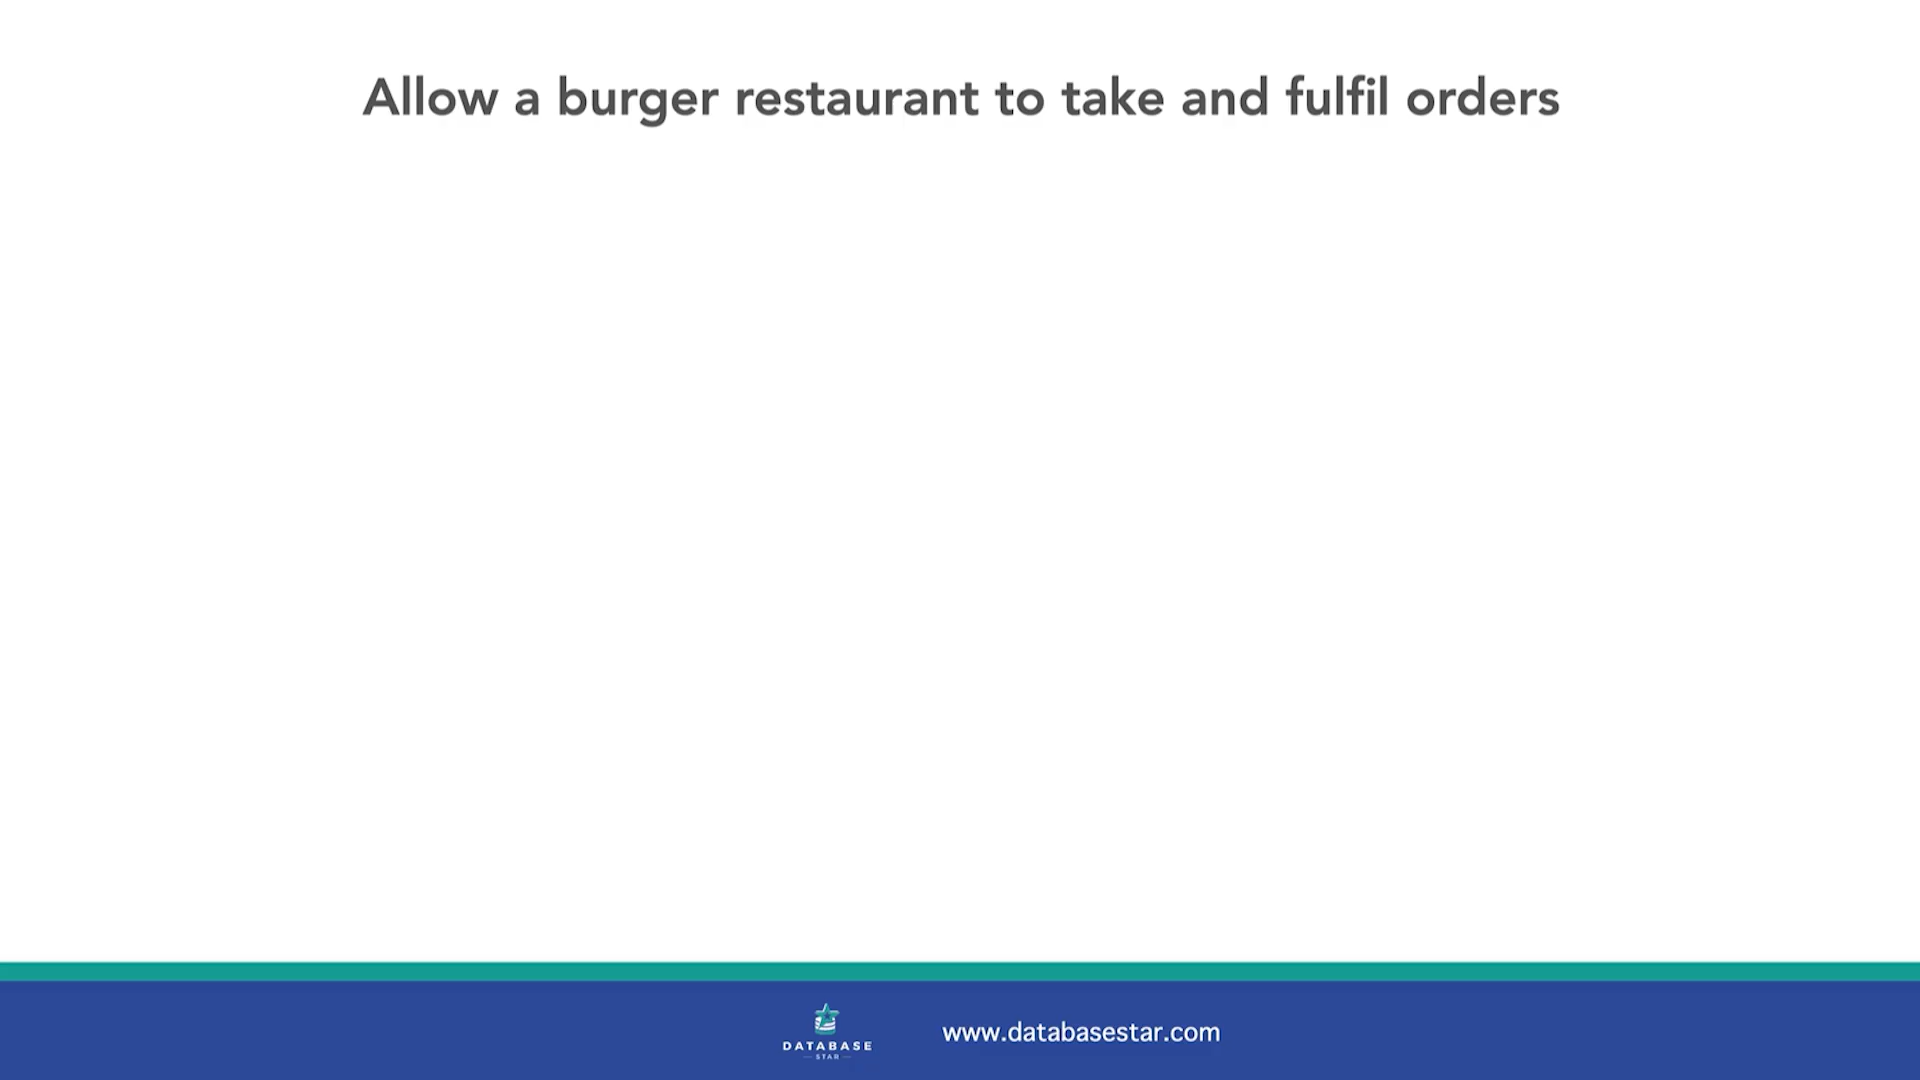 Allow a burger restaurant to take and fulfil orders
DATABASE
STAR
www.databasestar.com